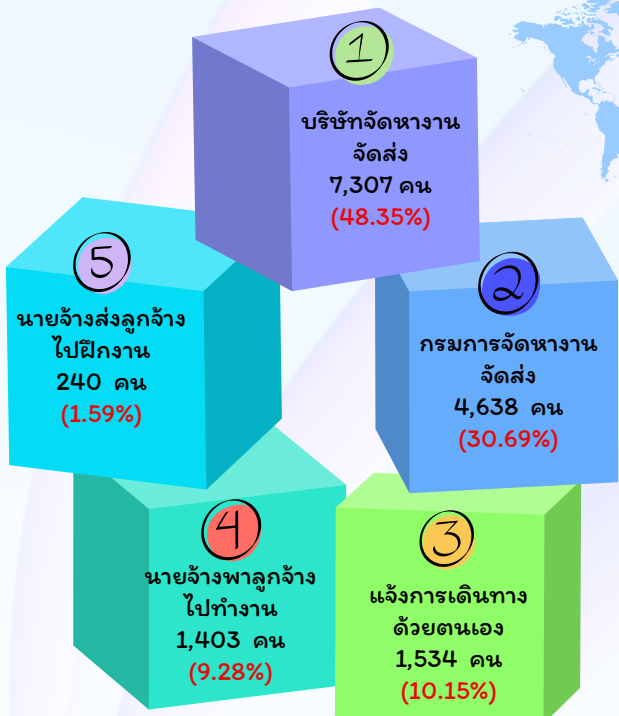 1
บริษัทจัดหางาน
จัดส่ง
7,307 คน
(48.35%)
2
กรมการจัดหางาน
จัดส่ง
4,638 คน
(30.69%)
3
แจ้งการเดินทาง
ด้วยตนเอง
1,534 คน
(10.15%)
4
นายจ้างพาลูกจ้าง
ไปทำงาน
1,403 คน
(9.28%)
5
นายจ้างส่งลูกจ้าง
ไปฝึกงาน
240 คน
(1.59%)